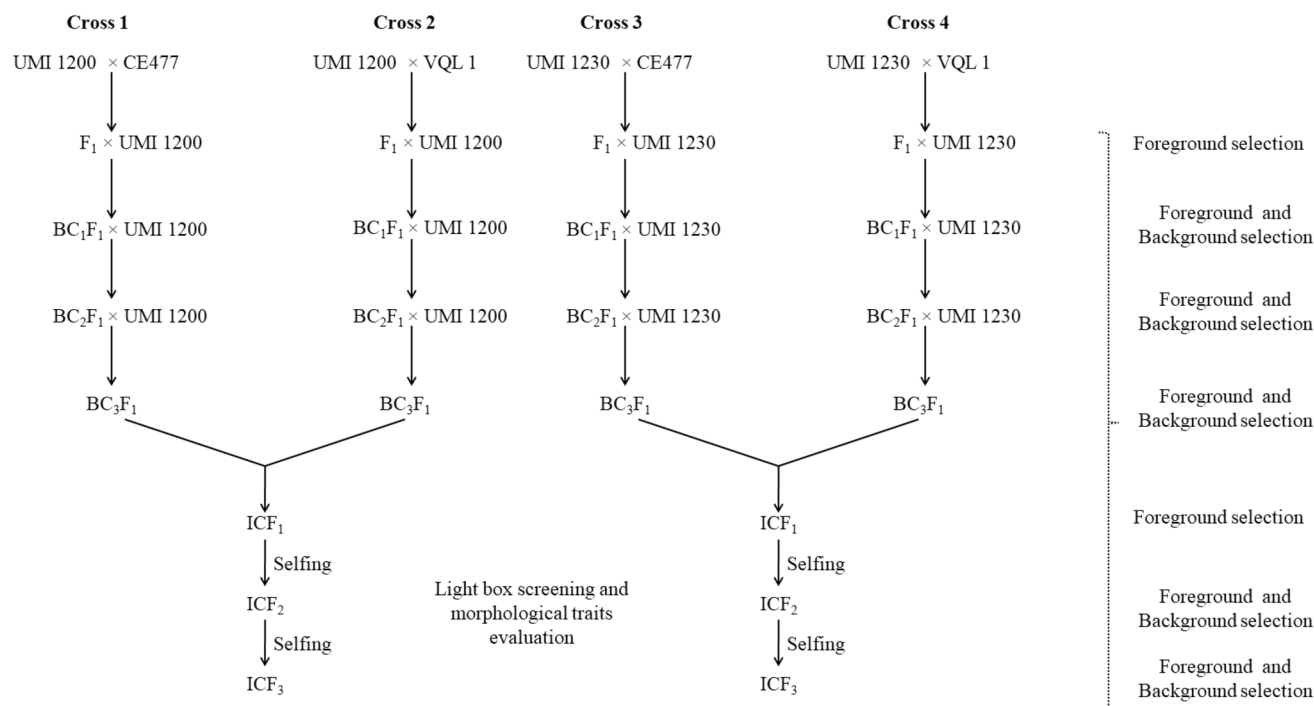 Cross 1 Cross 2 Cross 3 Cross 4
UMI 1200 × CE477 UMI 1200 × VQL 1 UMI 1230 × CE477 UMI 1230 × VQL 1
F₁ × UMI 1200 F₁ × UMI 1200 F₁ × UMI 1230 F₁ × UMI 1230 Foreground selection
BC₁F₁ × UMI 1200 BC₁F₁ × UMI 1200 BC₁F₁ × UMI 1230 BC₁F₁ × UMI 1230
Foreground and
Background selection
BC₂F₁ × UMI 1200 BC₂F₁ × UMI 1200 BC₂F₁ × UMI 1230 BC₂F₁ × UMI 1230
Foreground and
Background selection
BC₃F₁ BC₃F₁ BC₃F₁ BC₃F₁
Foreground and
Background selection
ICF₁ ICF₁ Foreground selection
Selfing Selfing
ICF₂ ICF₂
Light box screening and
morphological traits
evaluation
Foreground and
Background selection
Selfing Selfing
ICF₃ ICF₃
Foreground and
Background selection